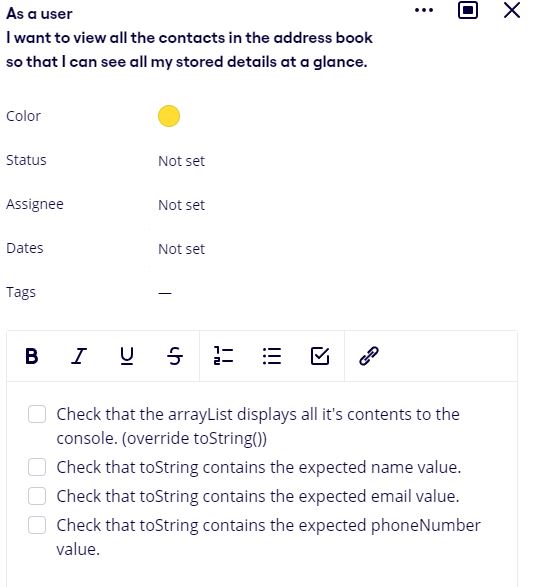 As a user
I want to view all the contacts in the address book
so that I can see all my stored details at a glance.
Color
Status Not set
Assignee Not set
Dates Not set
Tags —
B I U S
Check that the arrayList displays all it's contents to the
console. (override toString())
Check that toString contains the expected name value.
Check that toString contains the expected email value.
Check that toString contains the expected phoneNumber
value.